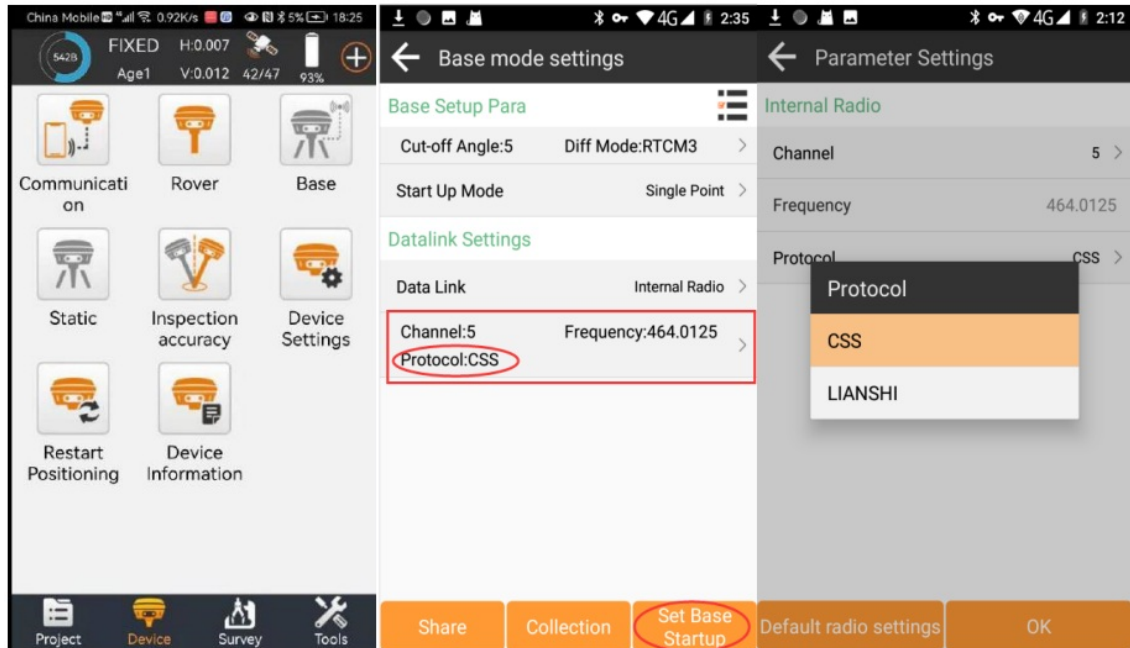 China Mobile HD 4G 0.92K/s 5% 18:25
542B
FIXED H:0.007
Age1 V:0.012 42/47 93%
Communicati
on
Rover
Base
Static
Inspection
accuracy
Device
Settings
Restart
Positioning
Device
Information
Project Device Survey Tools
4G 2:35
Base mode settings
Base Setup Para
Cut-off Angle:5 Diff Mode:RTCM3
Start Up Mode Single Point
Datalink Settings
Data Link Internal Radio
Channel:5 Frequency:464.0125
Protocol:CSS
Share Collection Set Base
Startup
4G 2:12
Parameter Settings
Internal Radio
Channel 5
Frequency 464.0125
Protocol CSS
Protocol
CSS
LIANSHI
Default radio settings OK